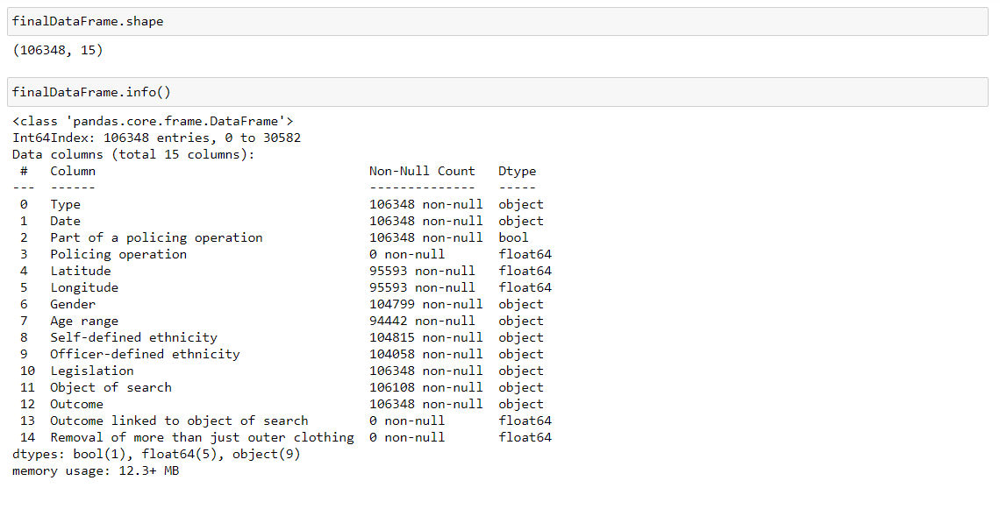 finalDataFrame.shape
(106348, 15)
finalDataFrame.info()
<class 'pandas.core.frame.DataFrame'>
Int64Index: 106348 entries, 0 to 30582
Data columns (total 15 columns):
 #   Column                                    Non-Null Count   Dtype
---  ------                                    --------------   -----
 0   Type                                      106348 non-null  object
 1   Date                                      106348 non-null  object
 2   Part of a policing operation              106348 non-null  bool
 3   Policing operation                        0 non-null       float64
 4   Latitude                                  95593 non-null   float64
 5   Longitude                                 95593 non-null   float64
 6   Gender                                    104799 non-null  object
 7   Age range                                 94442 non-null   object
 8   Self-defined ethnicity                    104815 non-null  object
 9   Officer-defined ethnicity                 104058 non-null  object
 10  Legislation                               106348 non-null  object
 11  Object of search                          106108 non-null  object
 12  Outcome                                   106348 non-null  object
 13  Outcome linked to object of search        0 non-null       float64
 14  Removal of more than just outer clothing  0 non-null       float64
dtypes: bool(1), float64(5), object(9)
memory usage: 12.3+ MB